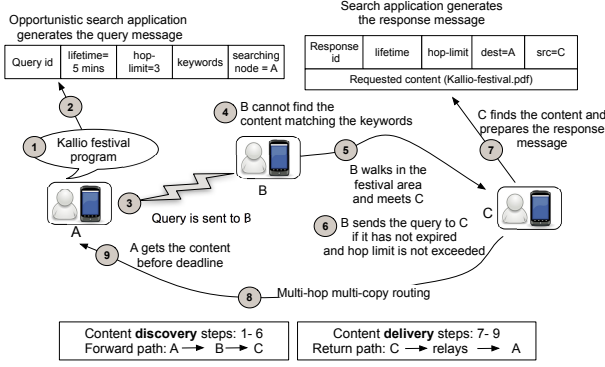 Opportunistic search application
generates the query message
Query id
lifetime=
5 mins
hop-
limit=3
keywords
searching
node = A
Search application generates
the response message
Response
id
lifetime
hop-limit
dest=A
src=C
Requested content (Kallio-festival.pdf)
2
1
Kallio festival
program
A
3
Query is sent to B
4
B cannot find the
content matching the keywords
B
5
B walks in the
festival area
and meets C
6
B sends the query to C
if it has not expired
and hop limit is not exceeded
C finds the content and
prepares the response
message
7
C
9
A gets the content
before deadline
8
Multi-hop multi-copy routing
Content discovery steps: 1- 6
Forward path: A B C
Content delivery steps: 7- 9
Return path: C relays A